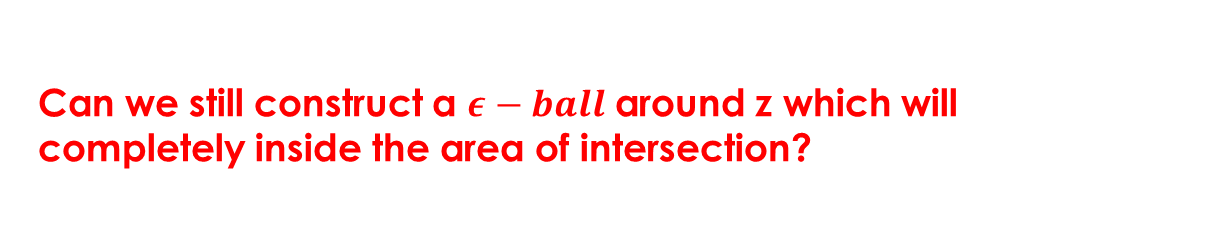 Can we still construct a ϵ − ball around z which will
completely inside the area of intersection?